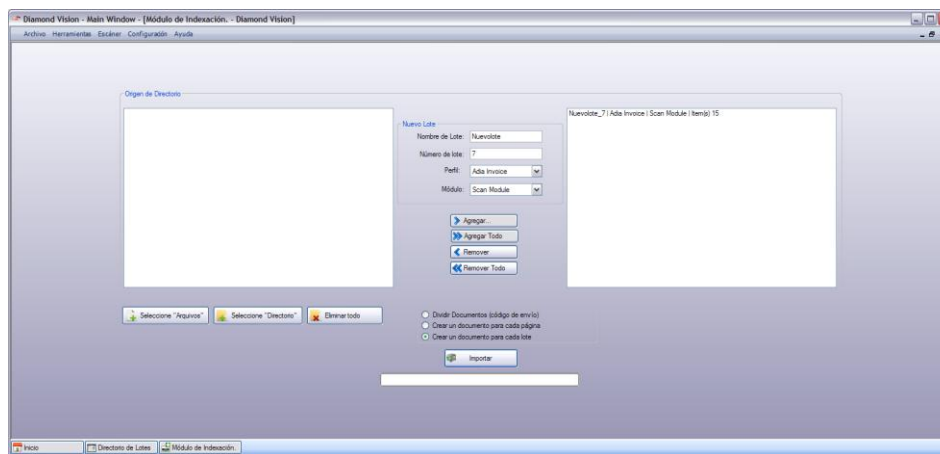 Diamond Vision - Main Window - [Módulo de Indexación. - Diamond Vision]
Archivo Herramientas Escáner Configuración Ayuda
Origen de Directorio
Nuevo Lote
Nombre de Lote: Nuevolote
Número de lote: 7
Perfil: Adia Invoice
Módulo: Scan Module
Nuevolote_7 | Adia Invoice | Scan Module | Item(s) 15
Agregar...
Agregar Todo
Remover
Remover Todo
Seleccione "Arquivos"
Seleccione "Directorio"
Eliminar todo
Dividir Documentos (código de envío)
Crear un documento para cada página
Crear un documento para cada lote
Importar
Inicio
Directorio de Lotes
Módulo de Indexación.